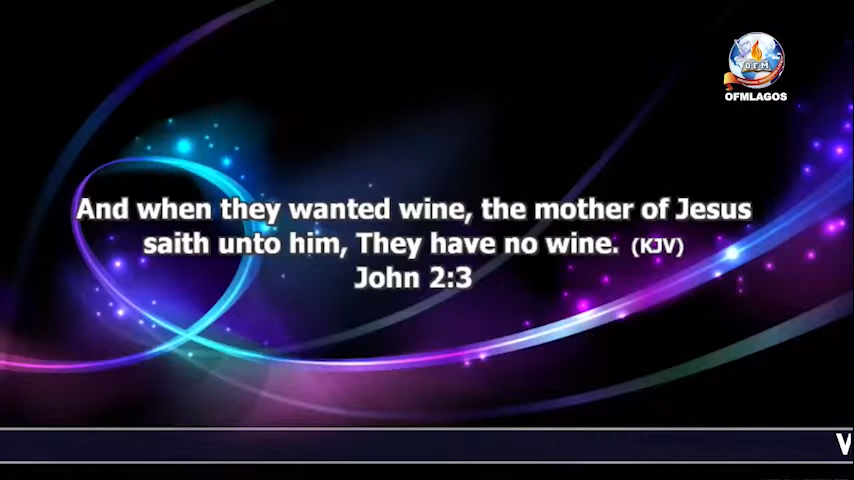 OFM
OFMLAGOS
And when they wanted wine, the mother of Jesus
saith unto him, They have no wine. (KJV)
John 2:3